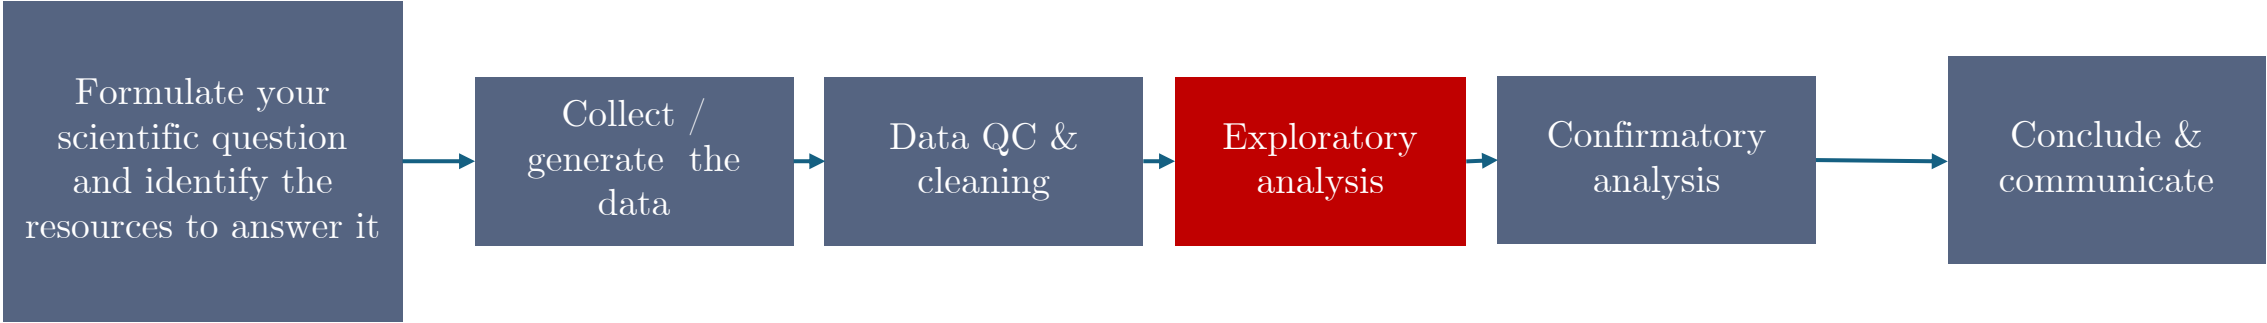 Formulate your
scientific question
and identify the
resources to answer it
Collect /
generate the
data
Data QC &
cleaning
Exploratory
analysis
Confirmatory
analysis
Conclude &
communicate